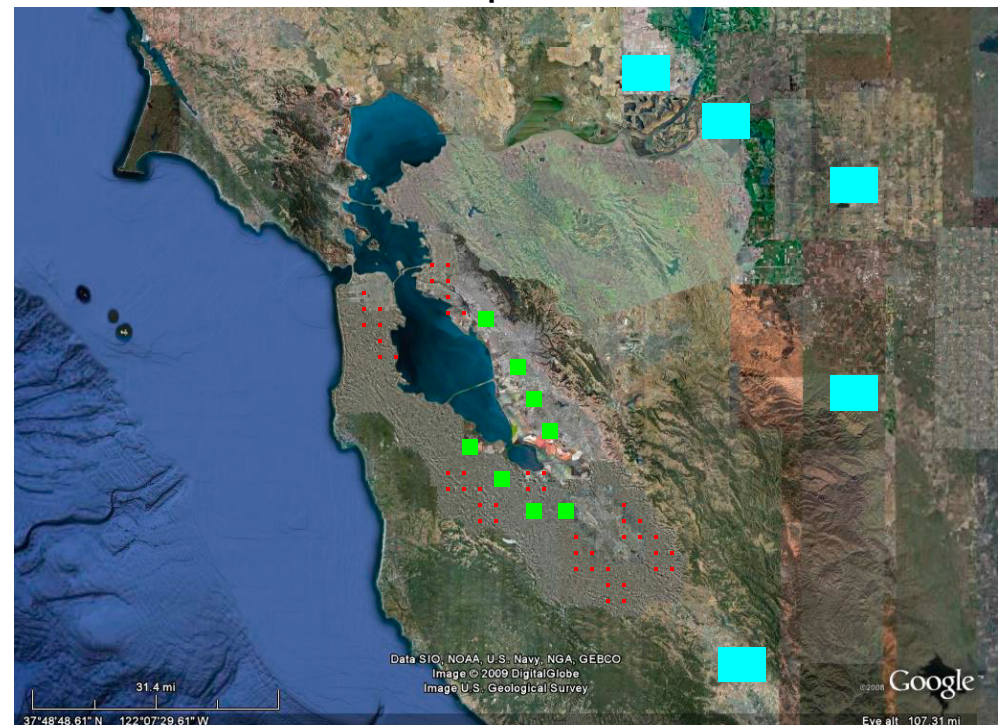 Data SIO, NOAA, U.S. Navy, NGA, GEBCO
Image © 2009 DigitalGlobe
Image U.S. Geological Survey
31.4 mi
©2008 Google
37°48'48.61" N 122°07'29.61" W
Eye alt 107.31 mi